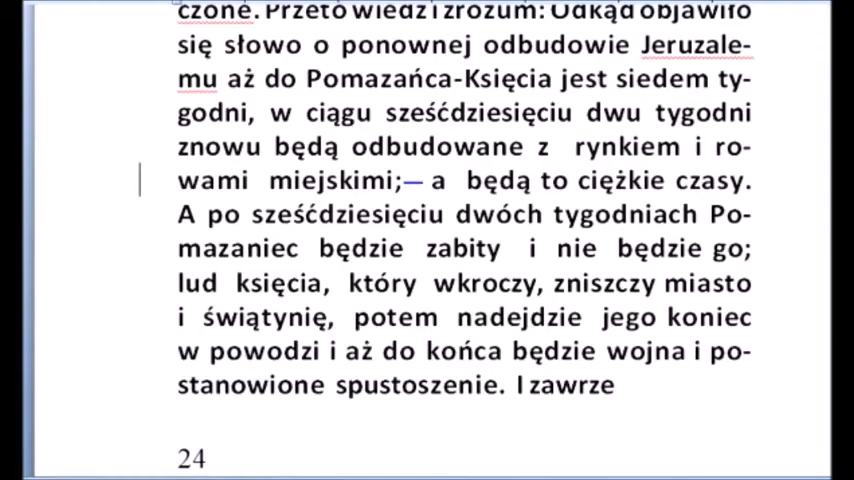 czone. Przeto wiedz i zrozum: Odkąd objawiło
się słowo o ponownej odbudowie Jeruzale-
mu aż do Pomazańca-Księcia jest siedem ty-
godni, w ciągu sześćdziesięciu dwu tygodni
znowu będą odbudowane z rynkiem i ro-
wami miejskimi;— a będą to ciężkie czasy.
A po sześćdziesięciu dwóch tygodniach Po-
mazaniec będzie zabity i nie będzie go;
lud księcia, który wkroczy, zniszczy miasto
i świątynię, potem nadejdzie jego koniec
w powodzi i aż do końca będzie wojna i po-
stanowione spustoszenie. I zawrze
24